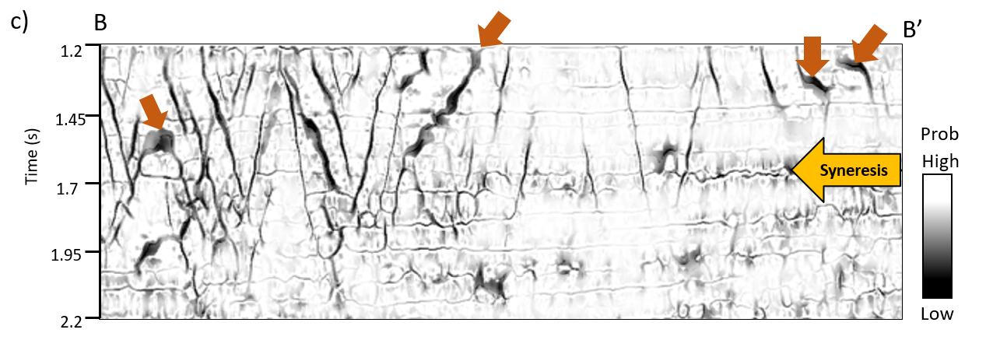 c)
B
B’
1.2
1.45
1.7
1.95
2.2
Time (s)
Syneresis
Prob
High
Low